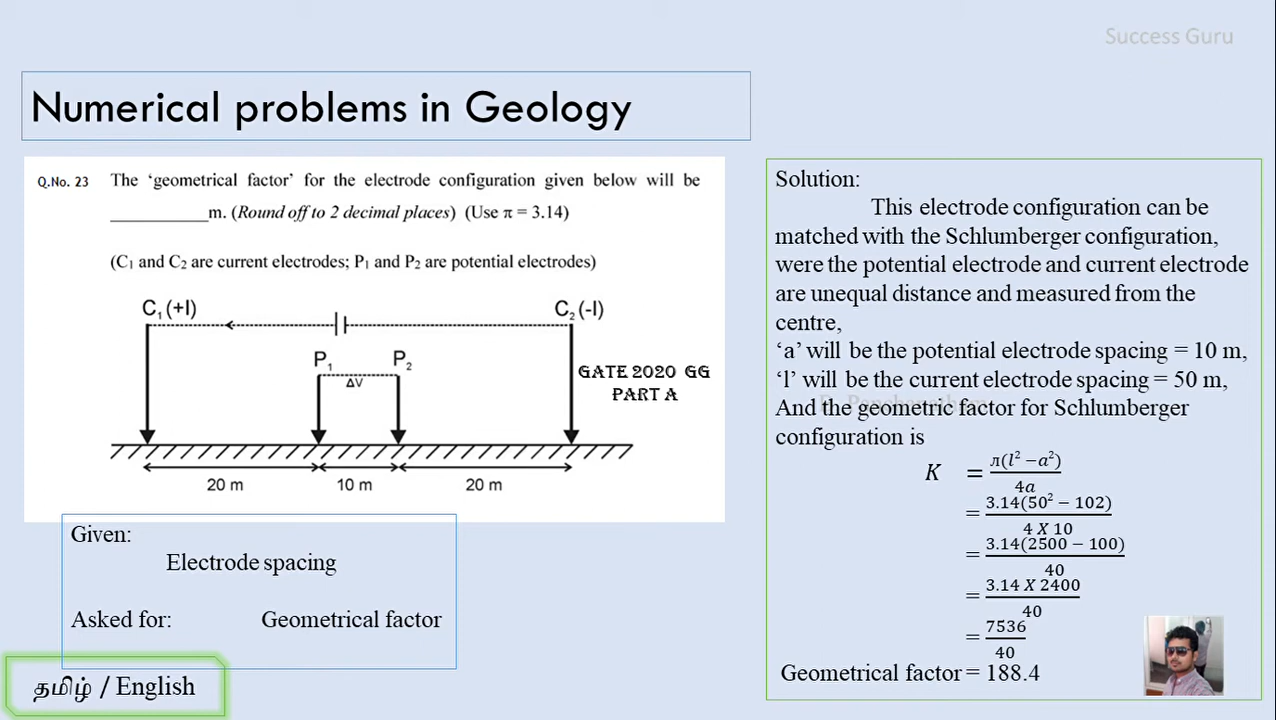 Success Guru
Numerical problems in Geology
Q.No. 23 The ‘geometrical factor’ for the electrode configuration given below will be
__________m. (Round off to 2 decimal places) (Use π = 3.14)
(C₁ and C₂ are current electrodes; P₁ and P₂ are potential electrodes)
C₁(+I) C₂(-I)
P₁ P₂
ΔV
GATE 2020 GG
PART A
20 m 10 m 20 m
Given:
Electrode spacing
Asked for: Geometrical factor
தமிழ் / English
Solution:
This electrode configuration can be
matched with the Schlumberger configuration,
were the potential electrode and current electrode
are unequal distance and measured from the
centre,
‘a’ will be the potential electrode spacing = 10 m,
‘l’ will be the current electrode spacing = 50 m,
And the geometric factor for Schlumberger
configuration is
K = л(l² −a²)
4a
= 3.14(50² − 102)
4 X 10
= 3.14(2500 − 100)
40
= 3.14 X 2400
40
= 7536
40
Geometrical factor = 188.4